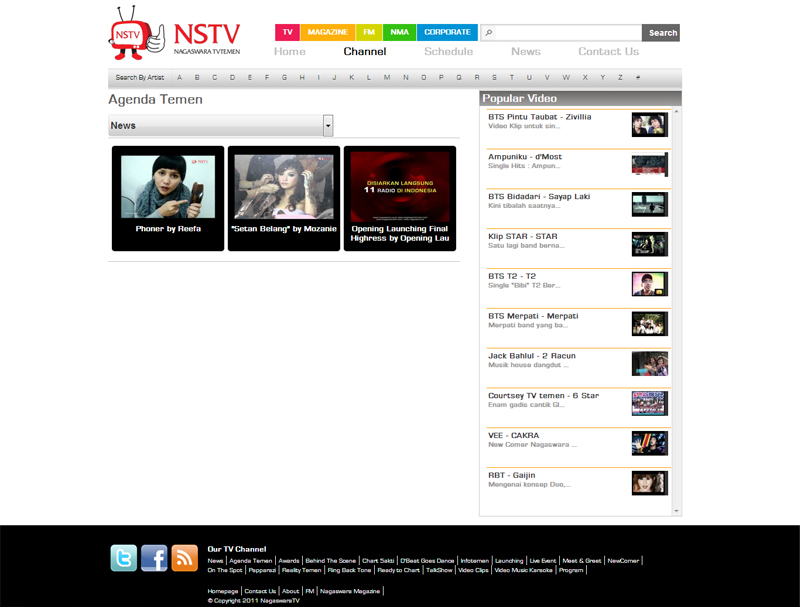 NSTV
NSTV
NAGASWARA TVTEMEN
TV MAGAZINE FM NMA CORPORATE
Search
Home Channel Schedule News Contact Us
Search By Artist A B C D E F G H I J K L M N O P Q R S T U V W X Y Z #
Agenda Temen
News
NSTV
Phoner by Reefa
"Setan Belang" by Mozanie
DISIARKAN LANGSUNG
11 RADIO DI INDONESIA
Opening Launching Final
Highress by Opening Lau
Popular Video
BTS Pintu Taubat - Zivillia
Video Klip untuk sin...
Ampuniku - d'Most
Single Hits : Ampun...
BTS Bidadari - Sayap Laki
Kini tibalah saatnya...
Klip STAR - STAR
Satu lagi band berna...
BTS T2 - T2
Single "Bibi" T2 Ber...
BTS Merpati - Merpati
Merpati band yang ba...
Jack Bahlul - 2 Racun
Musik house dangdut ...
Courtsey TV temen - 6 Star
Enam gadis cantik Gl...
VEE - CAKRA
New Comer Nagaswara ...
RBT - Gaijin
Mengenai konsep Duo,...
Our TV Channel
News | Agenda Temen | Awards | Behind The Scene | Chart Sakti | D'Beat Goes Dance | Infotemen | Launching | Live Event | Meet & Greet | NewComer |
On The Spot | Papparazi | Reality Temen | Ring Back Tone | Ready to Chart | TalkShow | Video Clips | Video Music Karaoke | Program |
Homepage | Contact Us | About | FM | Nagaswara Magazine |
© Copyright 2011 NagaswaraTV